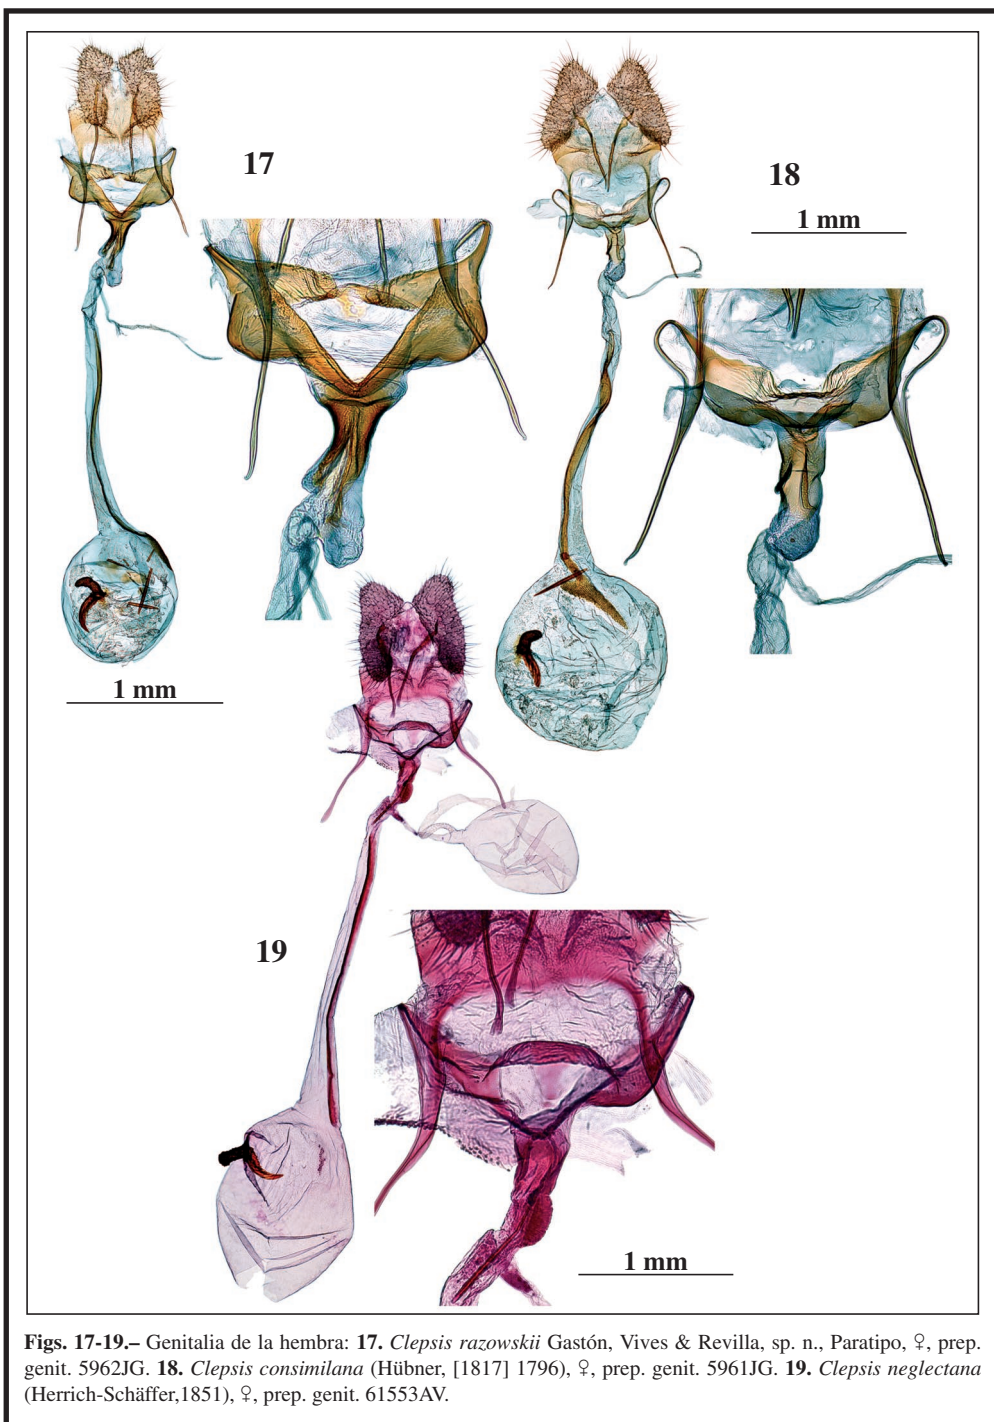 17
18
1 mm
1 mm
19
1 mm
Figs. 17-19.– Genitalia de la hembra: 17. Clepsis razowskii Gastón, Vives & Revilla, sp. n., Paratipo, ♀, prep.
genit. 5962JG. 18. Clepsis consimilana (Hübner, [1817] 1796), ♀, prep. genit. 5961JG. 19. Clepsis neglectana
(Herrich-Schäffer,1851), ♀, prep. genit. 61553AV.